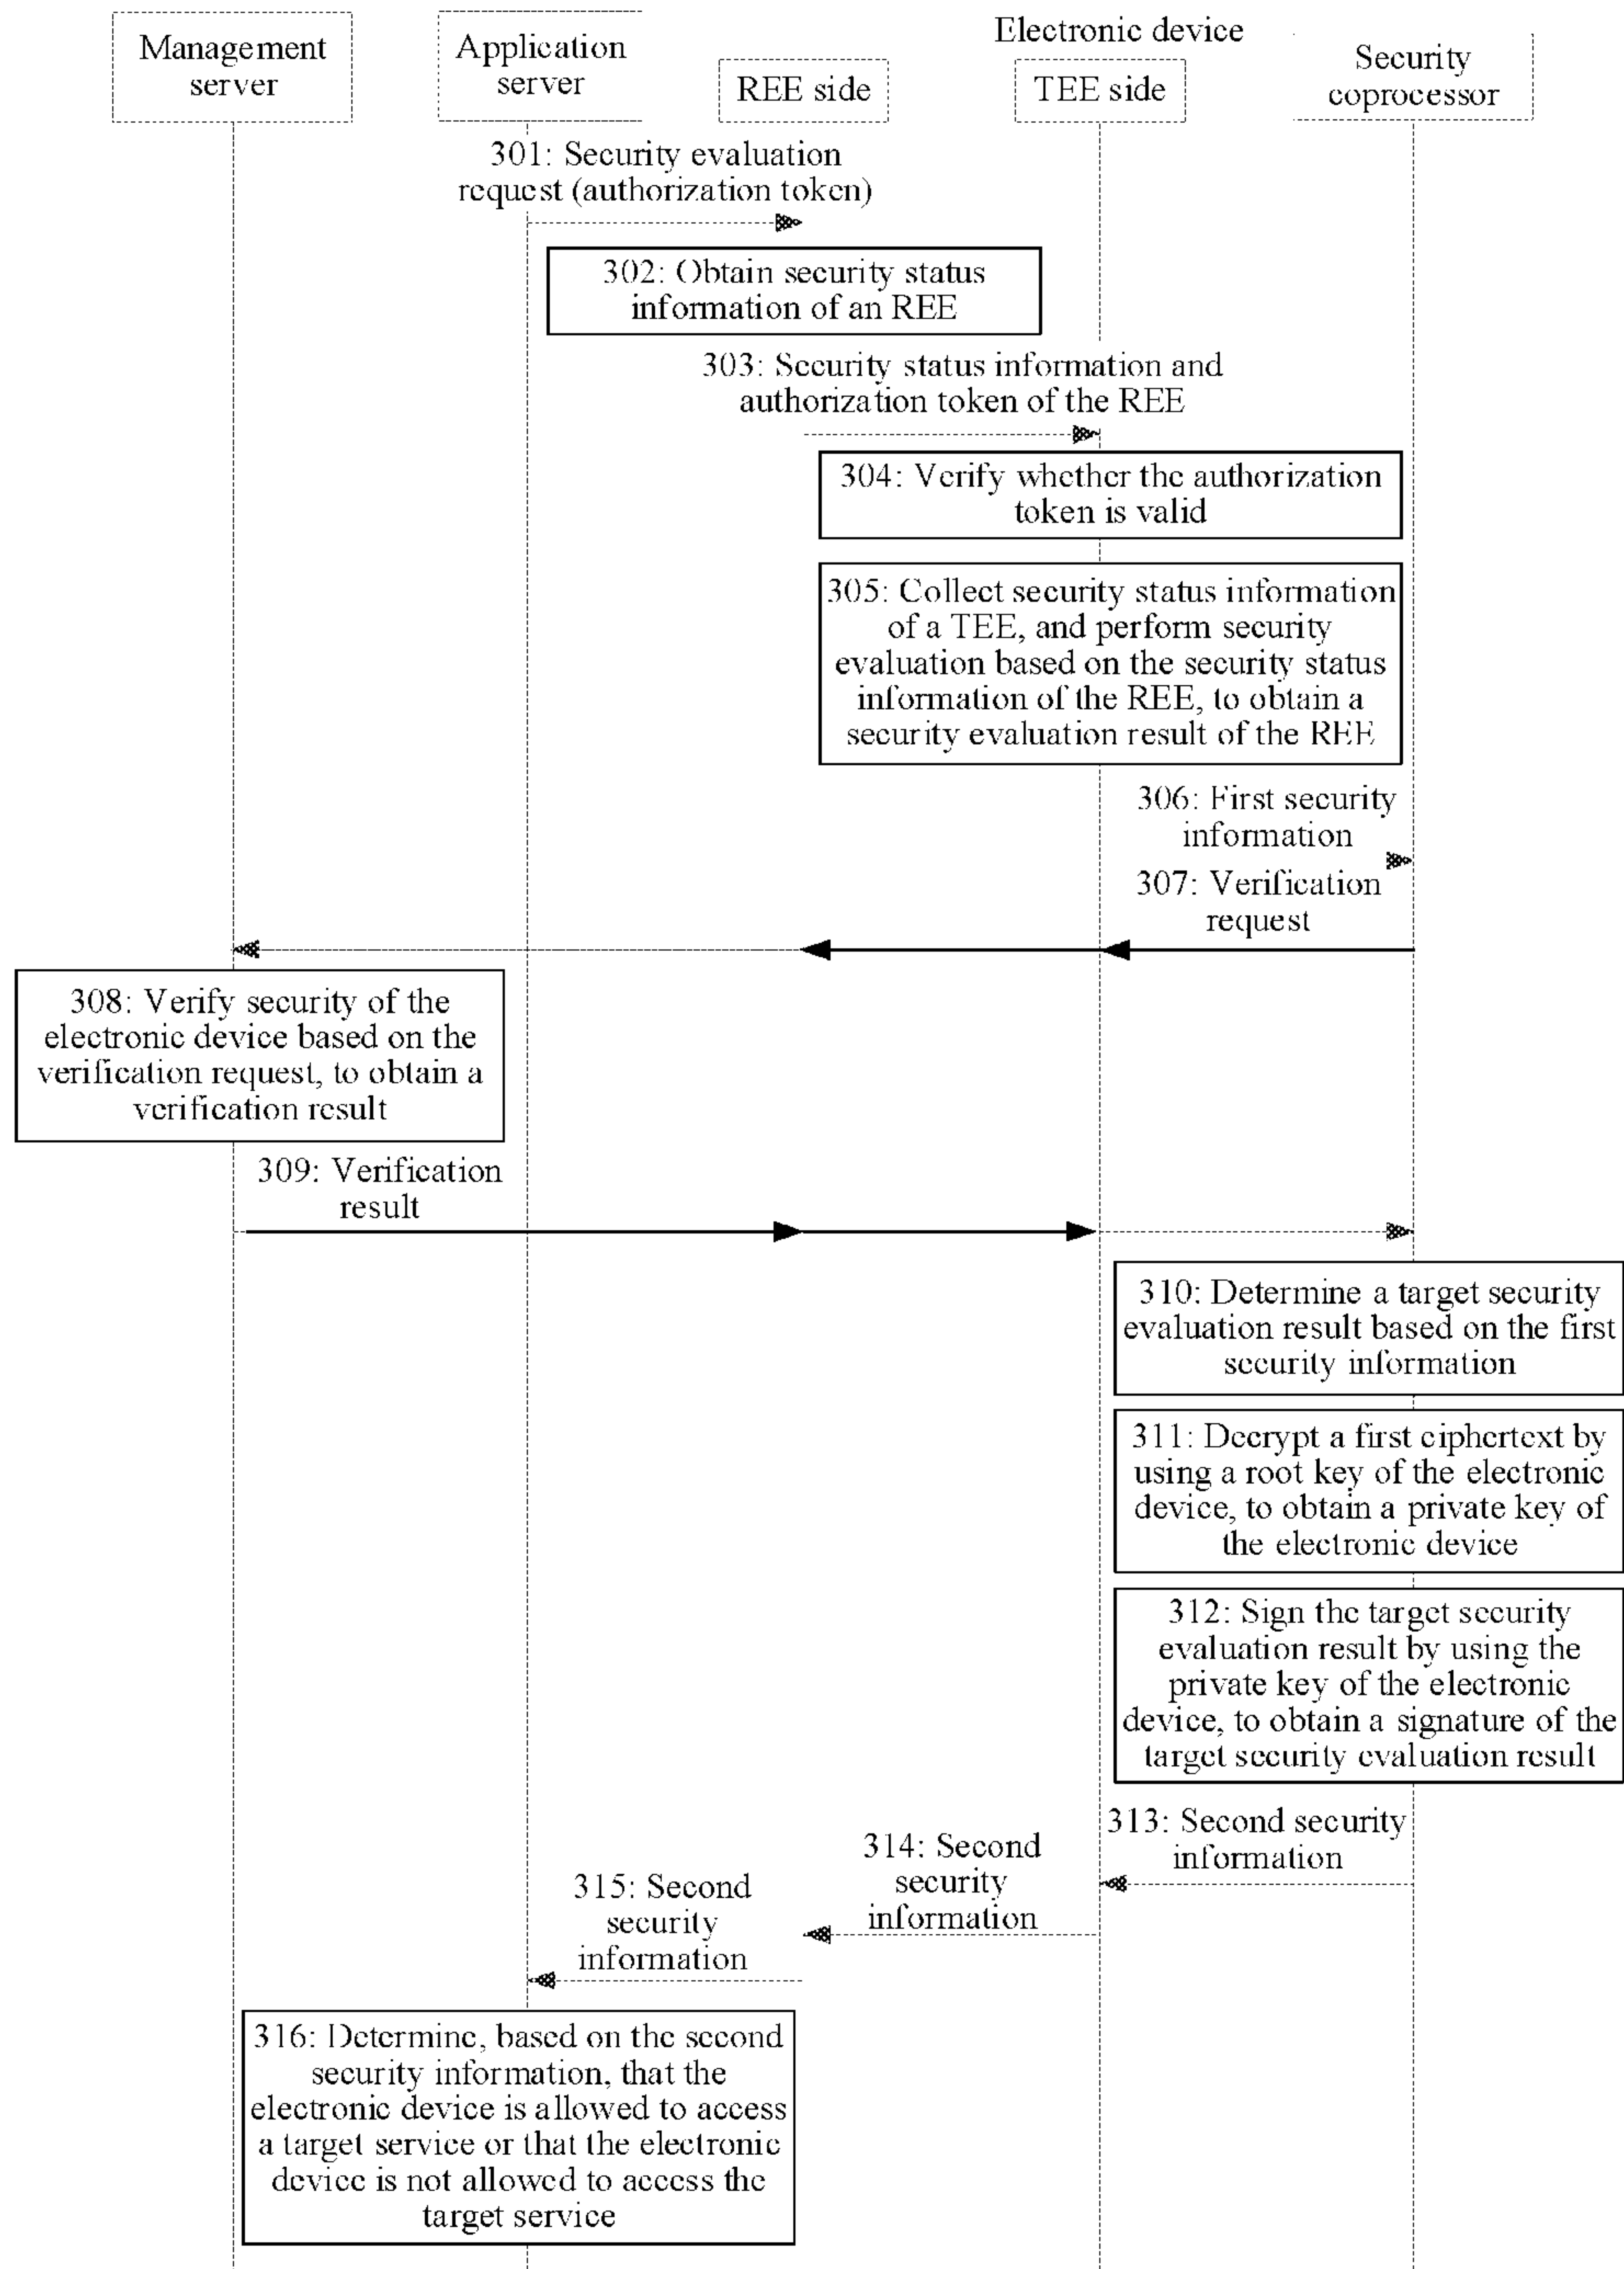 Management
server
Application
server
Electronic device
REE side
TEE side
Security
coprocessor
301: Security evaluation
request (authorization token)
302: Obtain security status
information of an REE
303: Security status information and
authorization token of the REE
304: Verify whether the authorization
token is valid
305: Collect security status information
of a TEE, and perform security
evaluation based on the security status
information of the REE, to obtain a
security evaluation result of the REE
306: First security
information
307: Verification
request
308: Verify security of the
electronic device based on the
verification request, to obtain a
verification result
309: Verification
result
310: Determine a target security
evaluation result based on the first
security information
311: Decrypt a first ciphertext by
using a root key of the electronic
device, to obtain a private key of
the electronic device
312: Sign the target security
evaluation result by using the
private key of the electronic
device, to obtain a signature of the
target security evaluation result
313: Second security
information
314: Second
security
information
315: Second
security
information
316: Determine, based on the second
security information, that the
electronic device is allowed to access
a target service or that the electronic
device is not allowed to access the
target service